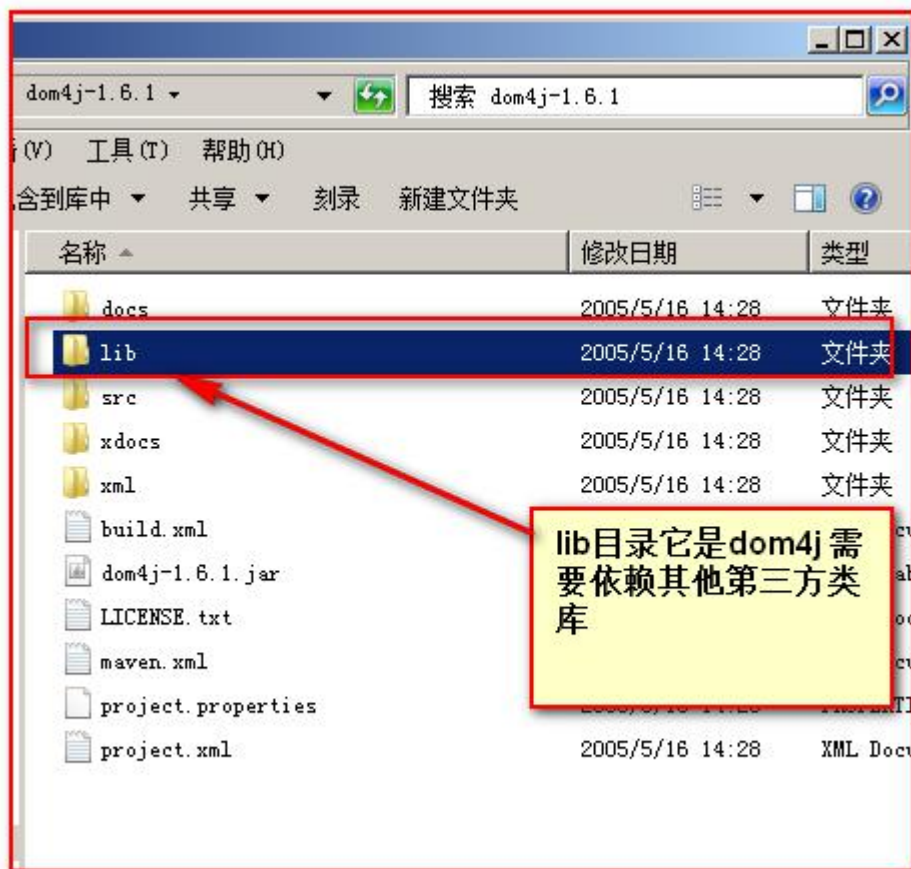 dom4j-1.6.1
搜索 dom4j-1.6.1
(V) 工具(T) 帮助(H)
含到库中 共享 刻录 新建文件夹
名称 修改日期 类型
docs 2005/5/16 14:28 文件夹
lib 2005/5/16 14:28 文件夹
src 2005/5/16 14:28 文件夹
xdocs 2005/5/16 14:28 文件夹
xml 2005/5/16 14:28 文件夹
build.xml
dom4j-1.6.1.jar
LICENSE.txt
maven.xml
project.properties
project.xml 2005/5/16 14:28 XML Docu
lib目录它是dom4j 需
要依赖其他第三方类
库